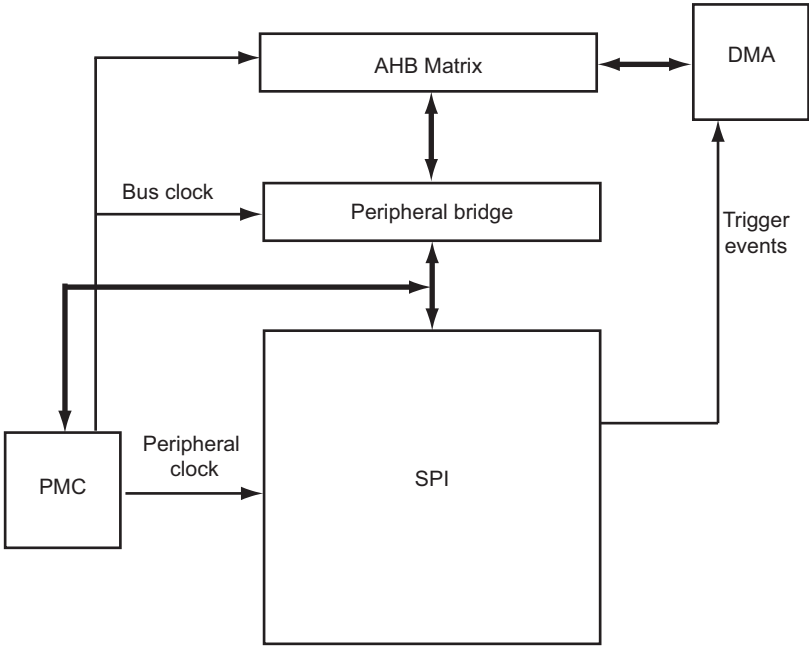 AHB Matrix
DMA
Bus clock
Peripheral bridge
Trigger
events
Peripheral
clock
PMC
SPI